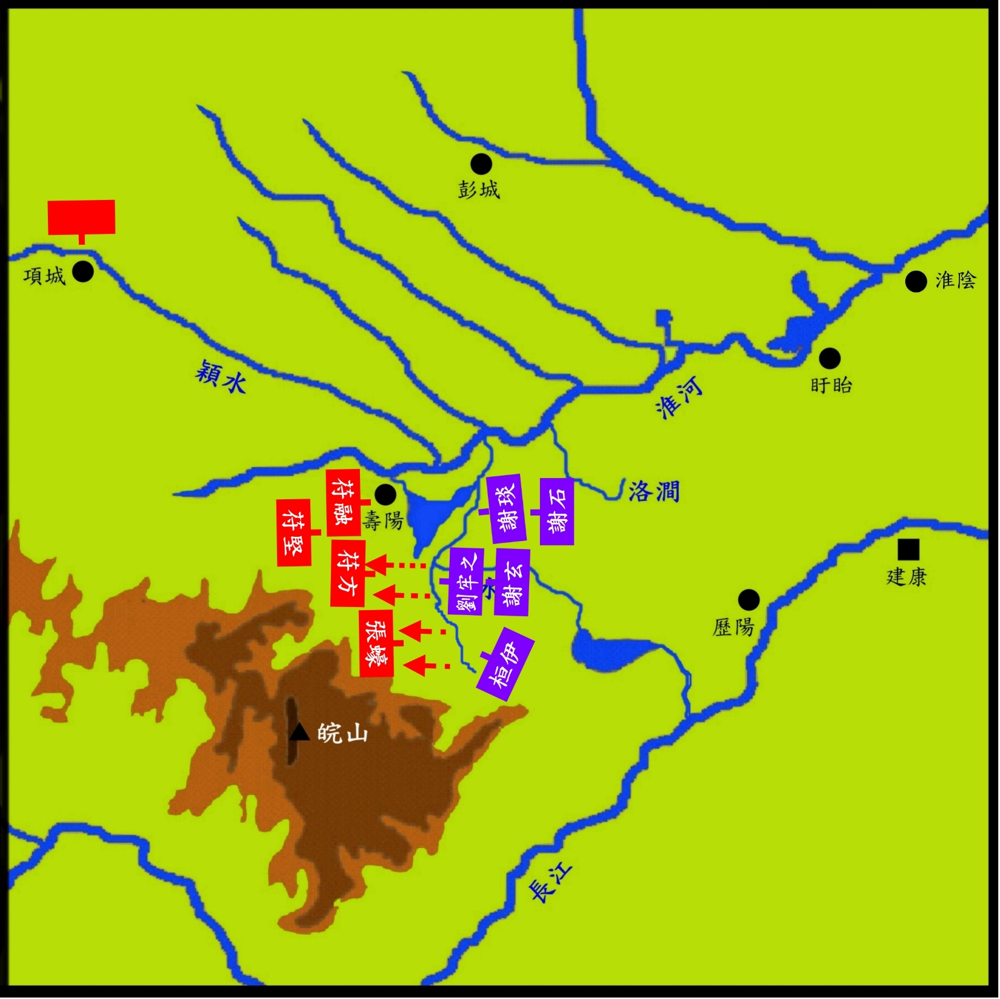 彭城
項城
淮陰
盱眙
潁水
淮河
洛澗
苻融
苻堅
壽陽
苻方
張蠔
謝琰
謝石
劉牢之
水
謝玄
桓伊
建康
歷陽
皖山
長江